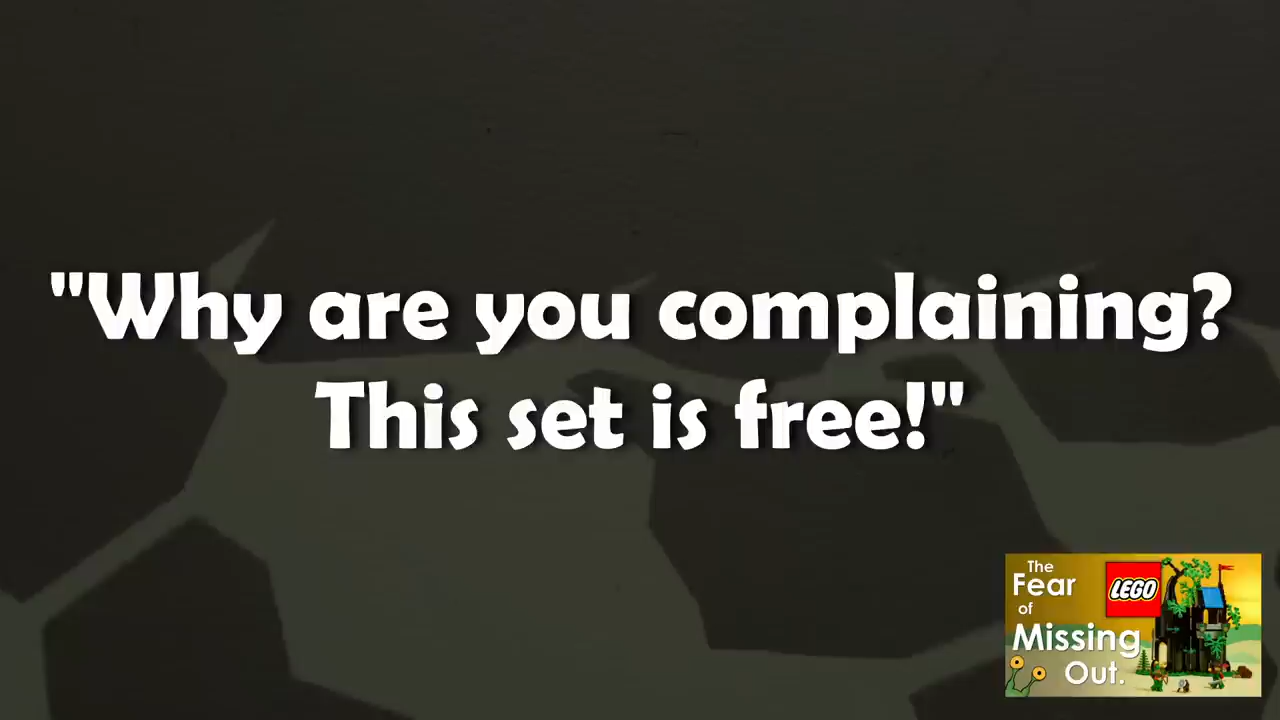 "Why are you complaining?
This set is free!"
The
Fear
of
Missing
Out.
LEGO